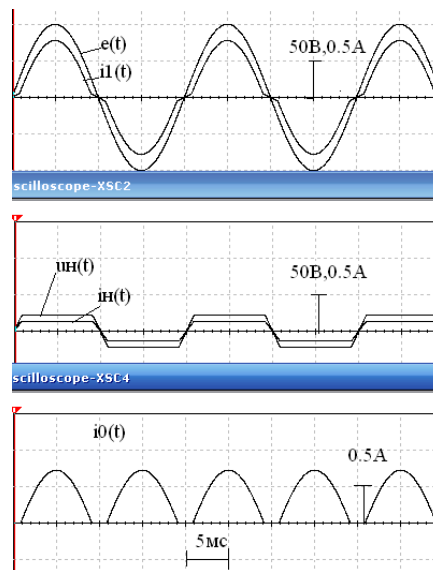 e(t)
i1(t)
50В,0.5А
scilloscope-XSC2
uн(t)
iн(t)
50В,0.5А
scilloscope-XSC4
i0(t)
0.5А
5мс